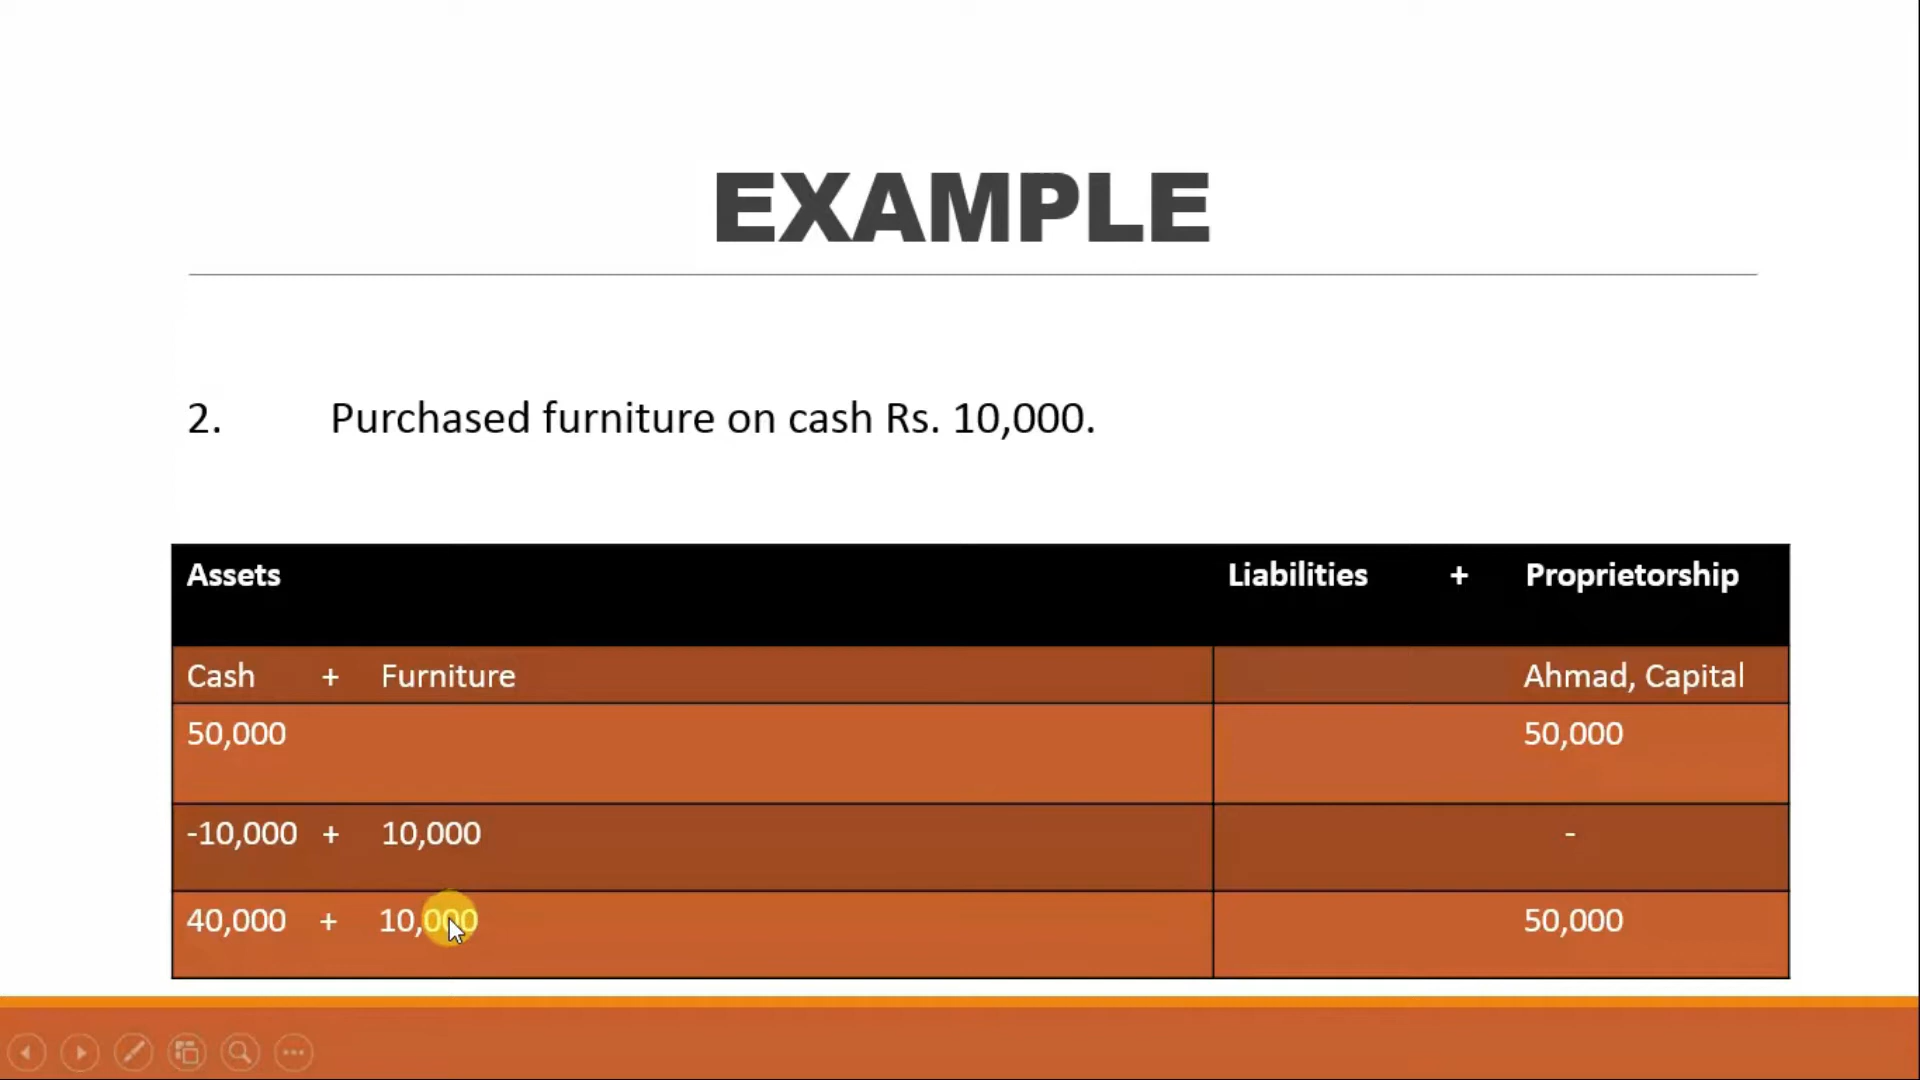 EXAMPLE
2. Purchased furniture on cash Rs. 10,000.
Assets Liabilities + Proprietorship
Cash + Furniture Ahmad, Capital
50,000 50,000
-10,000 + 10,000 -
40,000 + 10,000 50,000